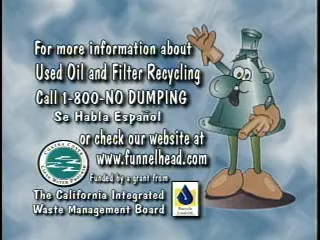 For more information about
Used Oil and Filter Recycling
Call 1-800-NO DUMPING
Se Habla Español
or check our website at
www.funnelhead.com
Funded by a grant from
The California Integrated
Waste Management Board